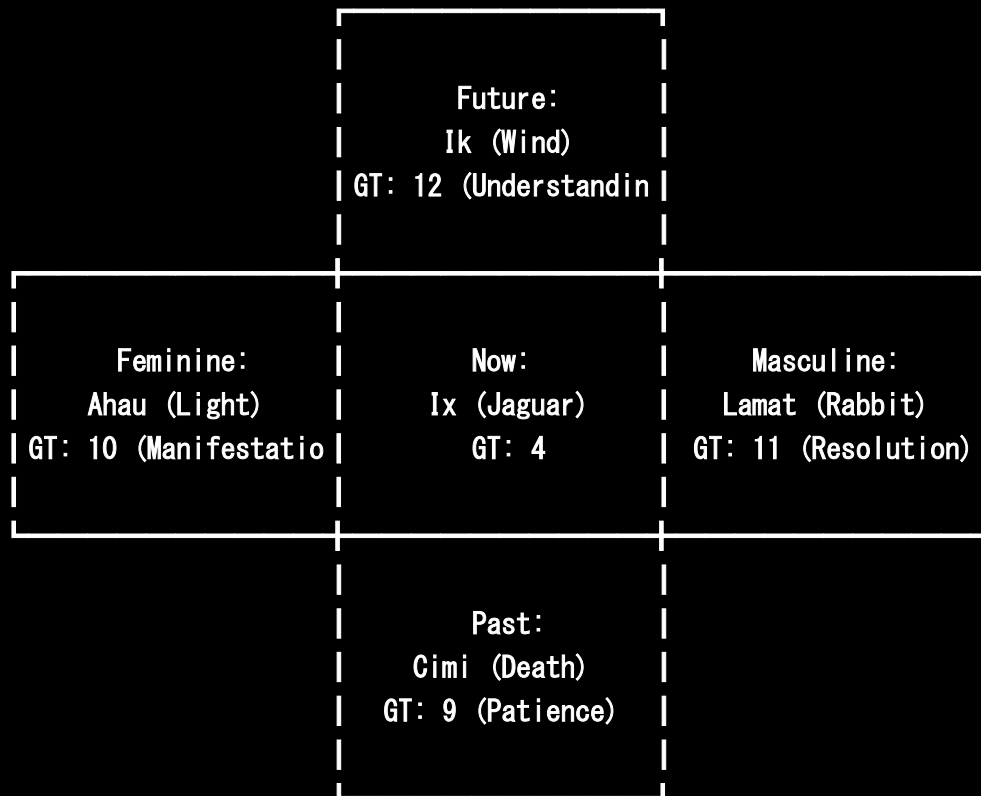 Future:
Ik (Wind)
GT: 12 (Understandin
Feminine:
Ahau (Light)
GT: 10 (Manifestatio
Now:
Ix (Jaguar)
GT: 4
Masculine:
Lamat (Rabbit)
GT: 11 (Resolution)
Past:
Cimi (Death)
GT: 9 (Patience)